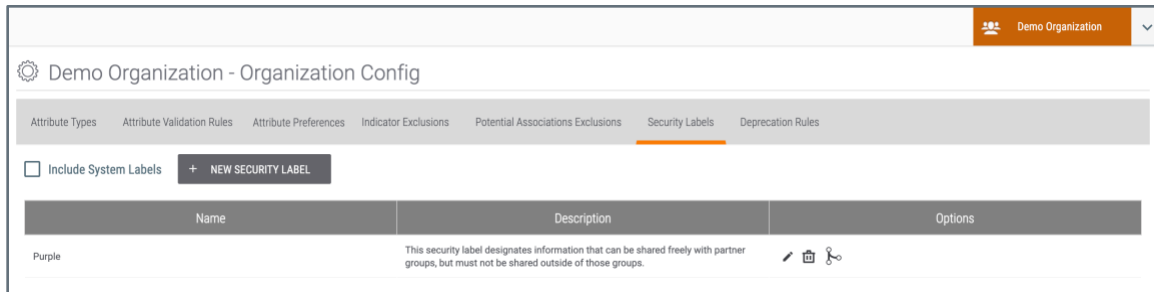 Demo Organization
Demo Organization - Organization Config
Attribute Types Attribute Validation Rules Attribute Preferences Indicator Exclusions Potential Associations Exclusions Security Labels Deprecation Rules
Include System Labels + NEW SECURITY LABEL
Name Description Options
Purple This security label designates information that can be shared freely with partner
groups, but must not be shared outside of those groups.